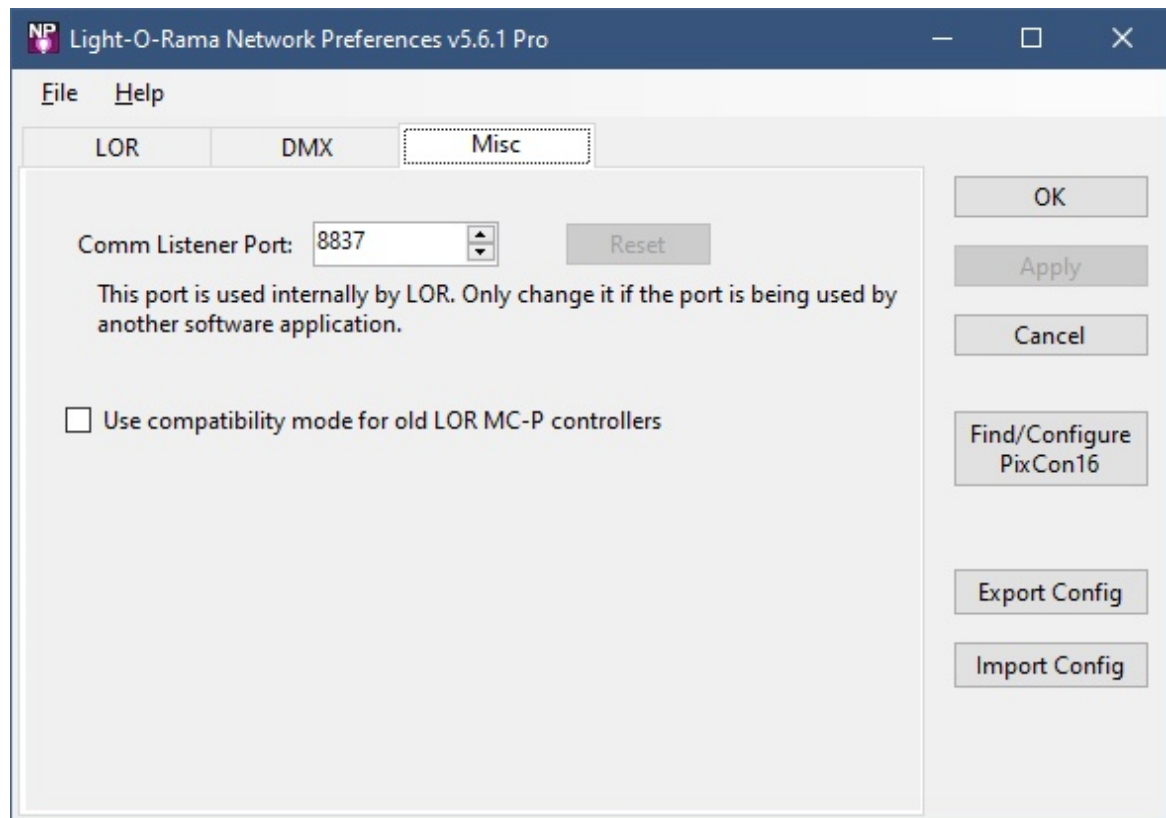 NP Light-O-Rama Network Preferences v5.6.1 Pro
File Help
LOR DMX Misc
OK
Comm Listener Port: 8837 Reset
Apply
This port is used internally by LOR. Only change it if the port is being used by
another software application.
Cancel
Use compatibility mode for old LOR MC-P controllers
Find/Configure
PixCon16
Export Config
Import Config